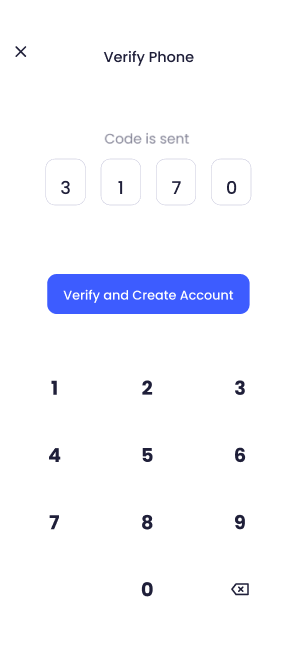 Verify Phone
Code is sent
3 1 7 0
Verify and Create Account
1 2 3
4 5 6
7 8 9
0